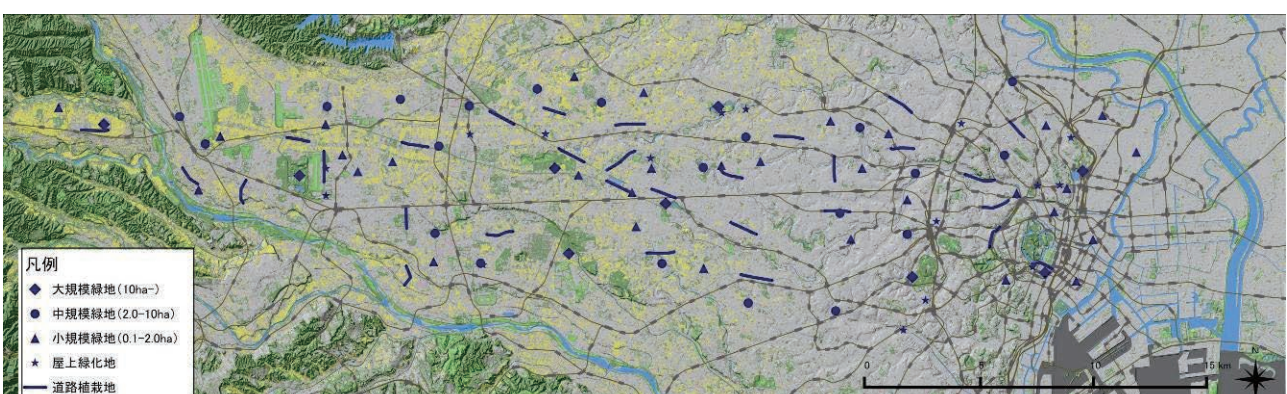 凡例
大規模緑地(10ha-)
中規模緑地(2.0-10ha)
小規模緑地(0.1-2.0ha)
屋上緑化地
道路植栽地
0 5 10 15 km
N